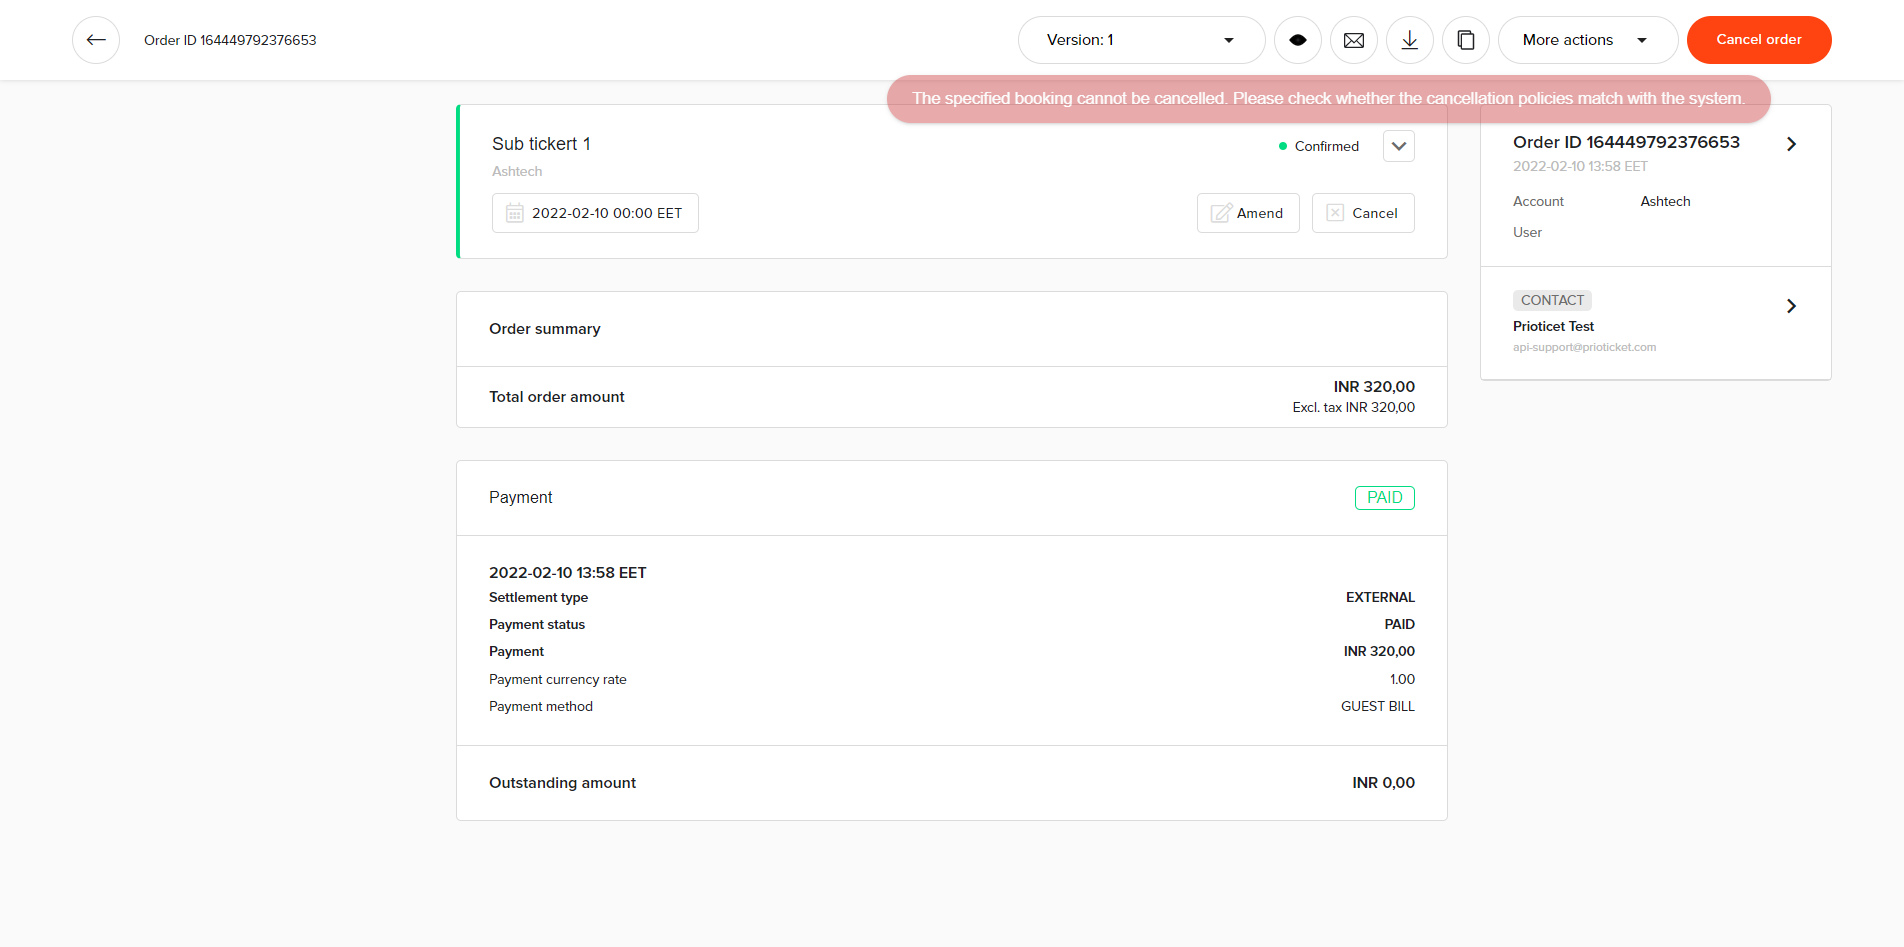 Order ID 164449792376653
Version: 1
More actions
Cancel order
The specified booking cannot be cancelled. Please check whether the cancellation policies match with the system.
Sub tickert 1
Confirmed
Ashtech
2022-02-10 00:00 EET
Amend
Cancel
Order summary
Total order amount
INR 320,00
Excl. tax INR 320,00
Payment
PAID
2022-02-10 13:58 EET
Settlement type
EXTERNAL
Payment status
PAID
Payment
INR 320,00
Payment currency rate
1.00
Payment method
GUEST BILL
Outstanding amount
INR 0,00
Order ID 164449792376653
2022-02-10 13:58 EET
Account
Ashtech
User
CONTACT
Prioticet Test
api-support@prioticket.com